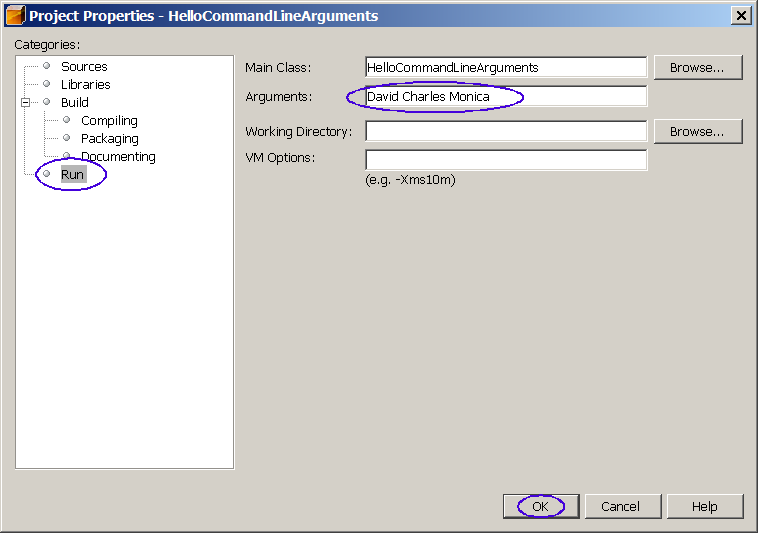 Project Properties - HelloCommandLineArguments
Categories:
Sources
Libraries
Build
Compiling
Packaging
Documenting
Run
Main Class: HelloCommandLineArguments Browse...
Arguments: David Charles Monica
Working Directory: Browse...
VM Options:
(e.g. -Xms10m)
OK Cancel Help